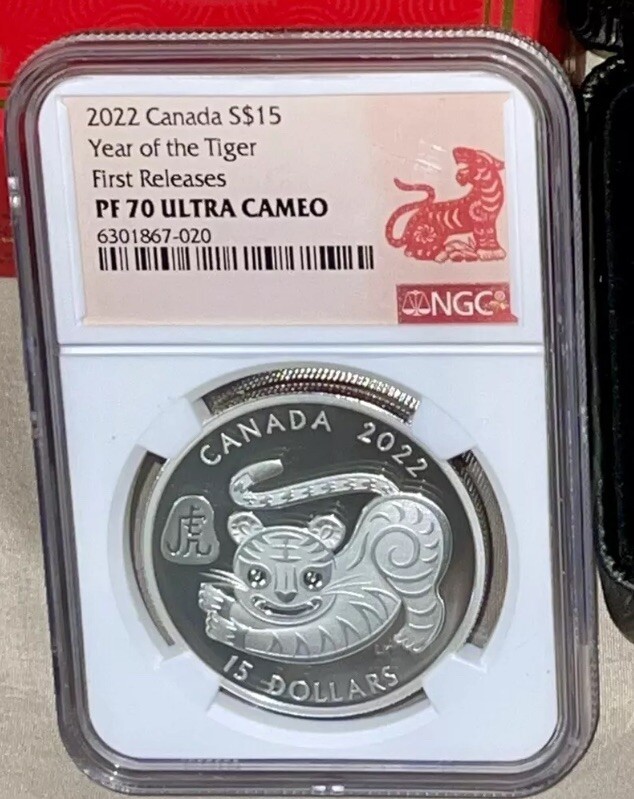 2022 Canada S$15
Year of the Tiger
First Releases
PF 70 ULTRA CAMEO
6301867-020
NGC
CANADA 2022
虎
15 DOLLARS